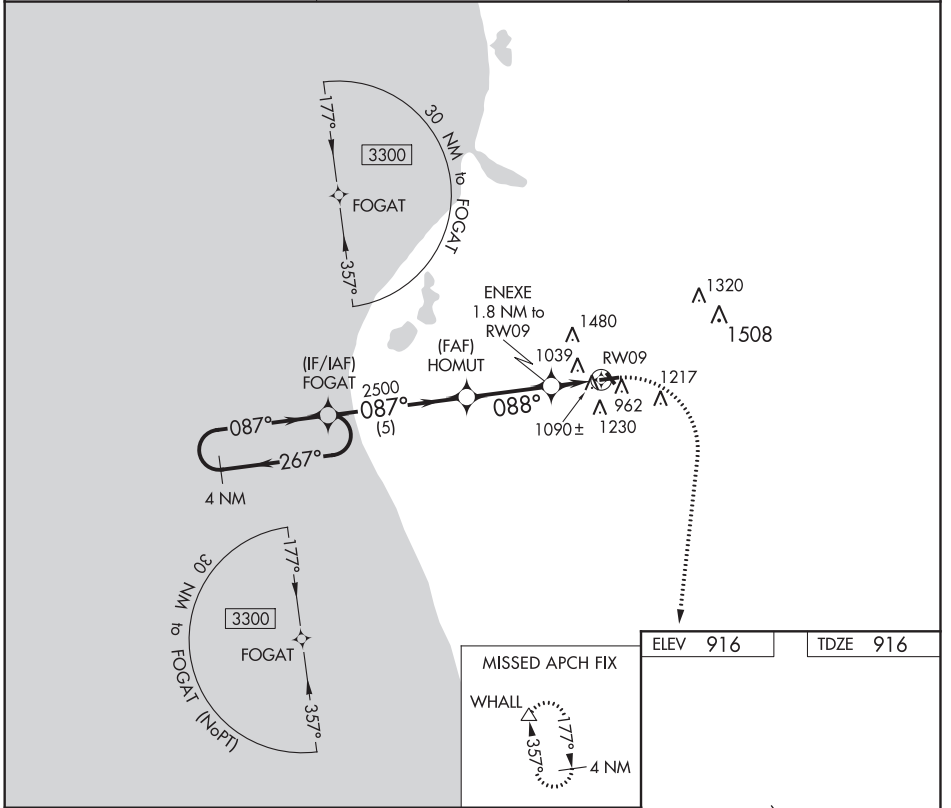 177°
3300
FOGAT
357°
30 NM to FOGAT
ENEXE
1.8 NM to
RW09
1480
1320
1508
(FAF)
HOMUT
1039
RW09
(IF/IAF)
FOGAT
2500
087°
(5)
087°
088°
1217
962
1090±
1230
267°
4 NM
177°
3300
FOGAT
357°
30 NM to FOGAT (NoPT)
MISSED APCH FIX
WHALL
177°
357°
4 NM
ELEV 916
TDZE 916